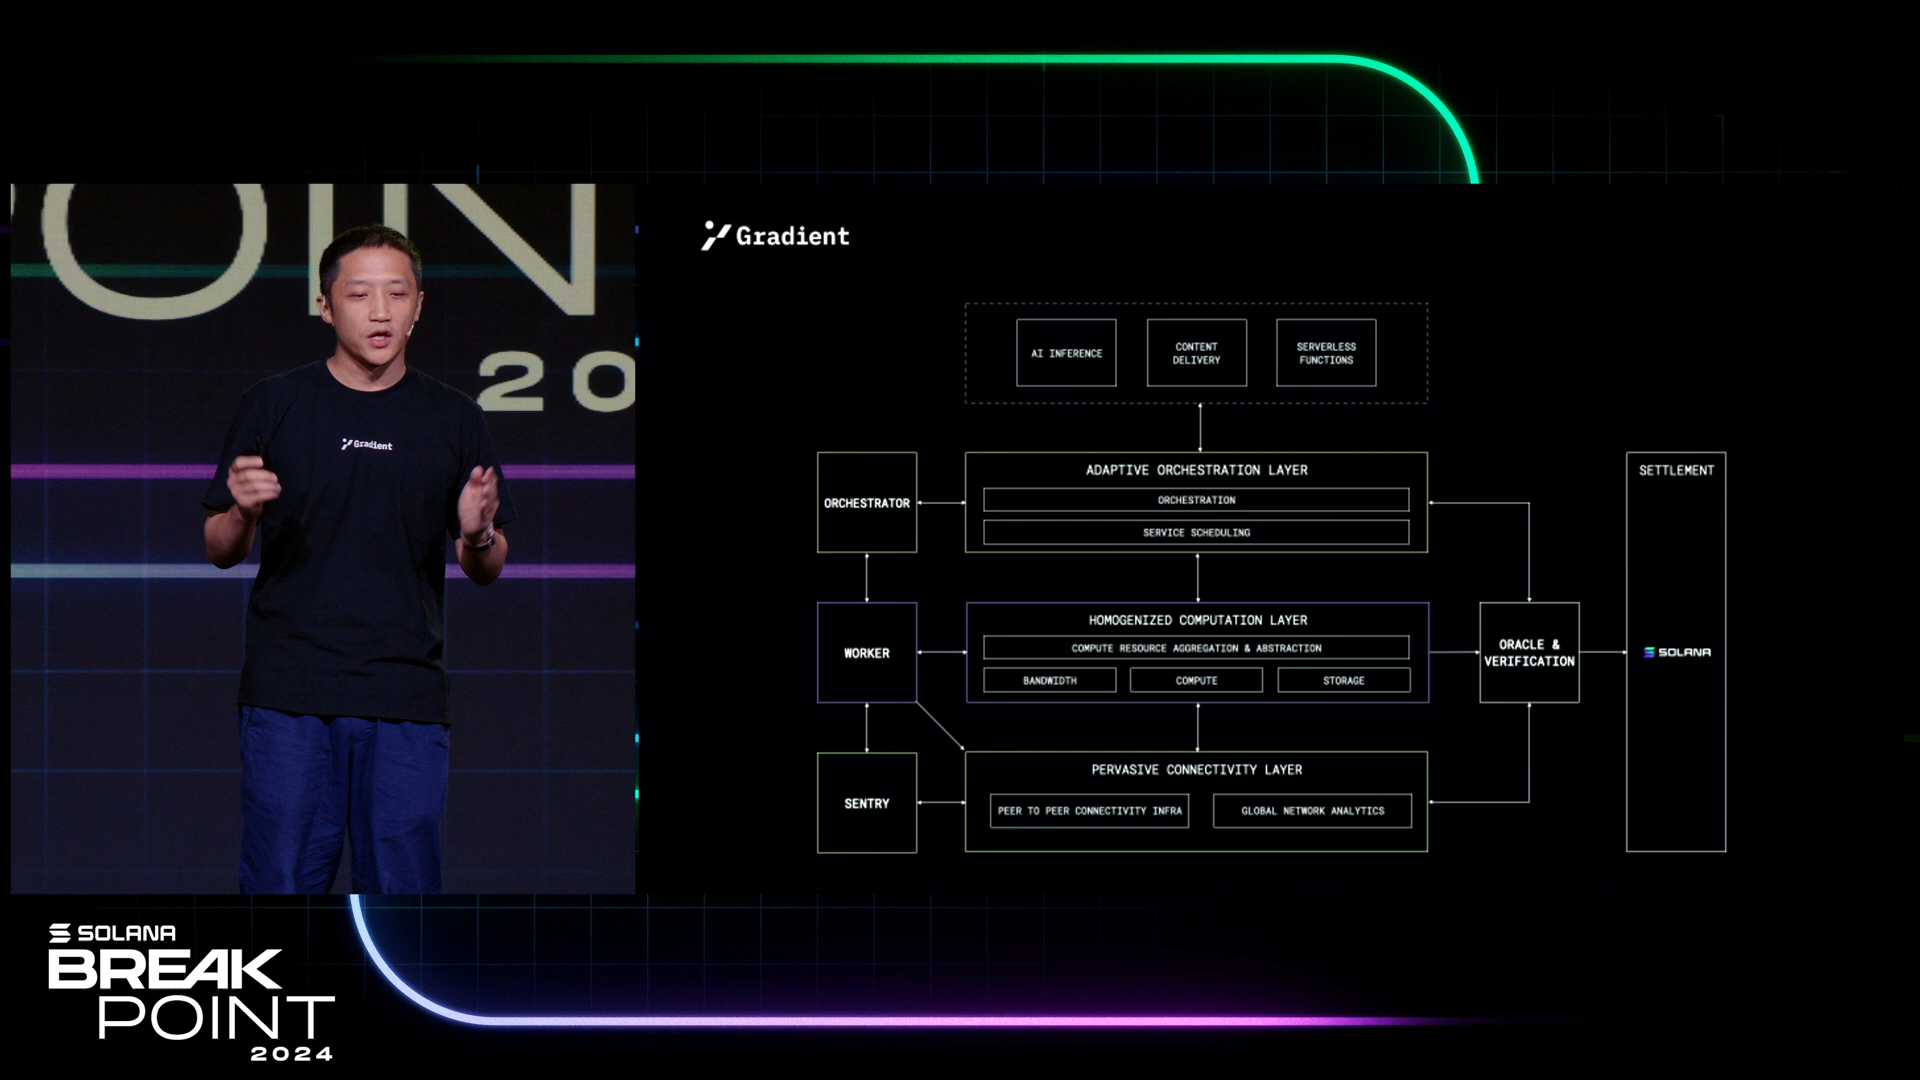 OIN
20
Gradient
Gradient
AI INFERENCE
CONTENT
DELIVERY
SERVERLESS
FUNCTIONS
ORCHESTRATOR
ADAPTIVE ORCHESTRATION LAYER
ORCHESTRATION
SERVICE SCHEDULING
SETTLEMENT
WORKER
HOMOGENIZED COMPUTATION LAYER
COMPUTE RESOURCE AGGREGATION & ABSTRACTION
BANDWIDTH
COMPUTE
STORAGE
ORACLE &
VERIFICATION
SOLANA
SENTRY
PERVASIVE CONNECTIVITY LAYER
PEER TO PEER CONNECTIVITY INFRA
GLOBAL NETWORK ANALYTICS
SOLANA
BREAK
POINT
2024